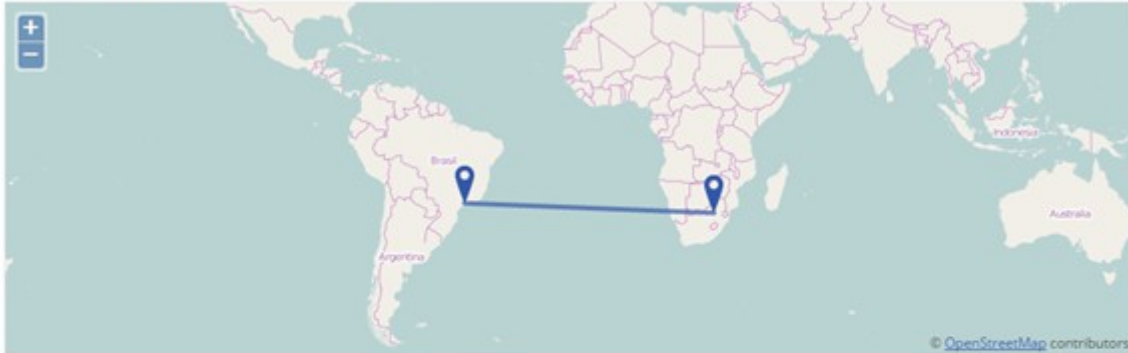 +
−
Brasil
Indonesia
Australia
Argentina
© OpenStreetMap contributors